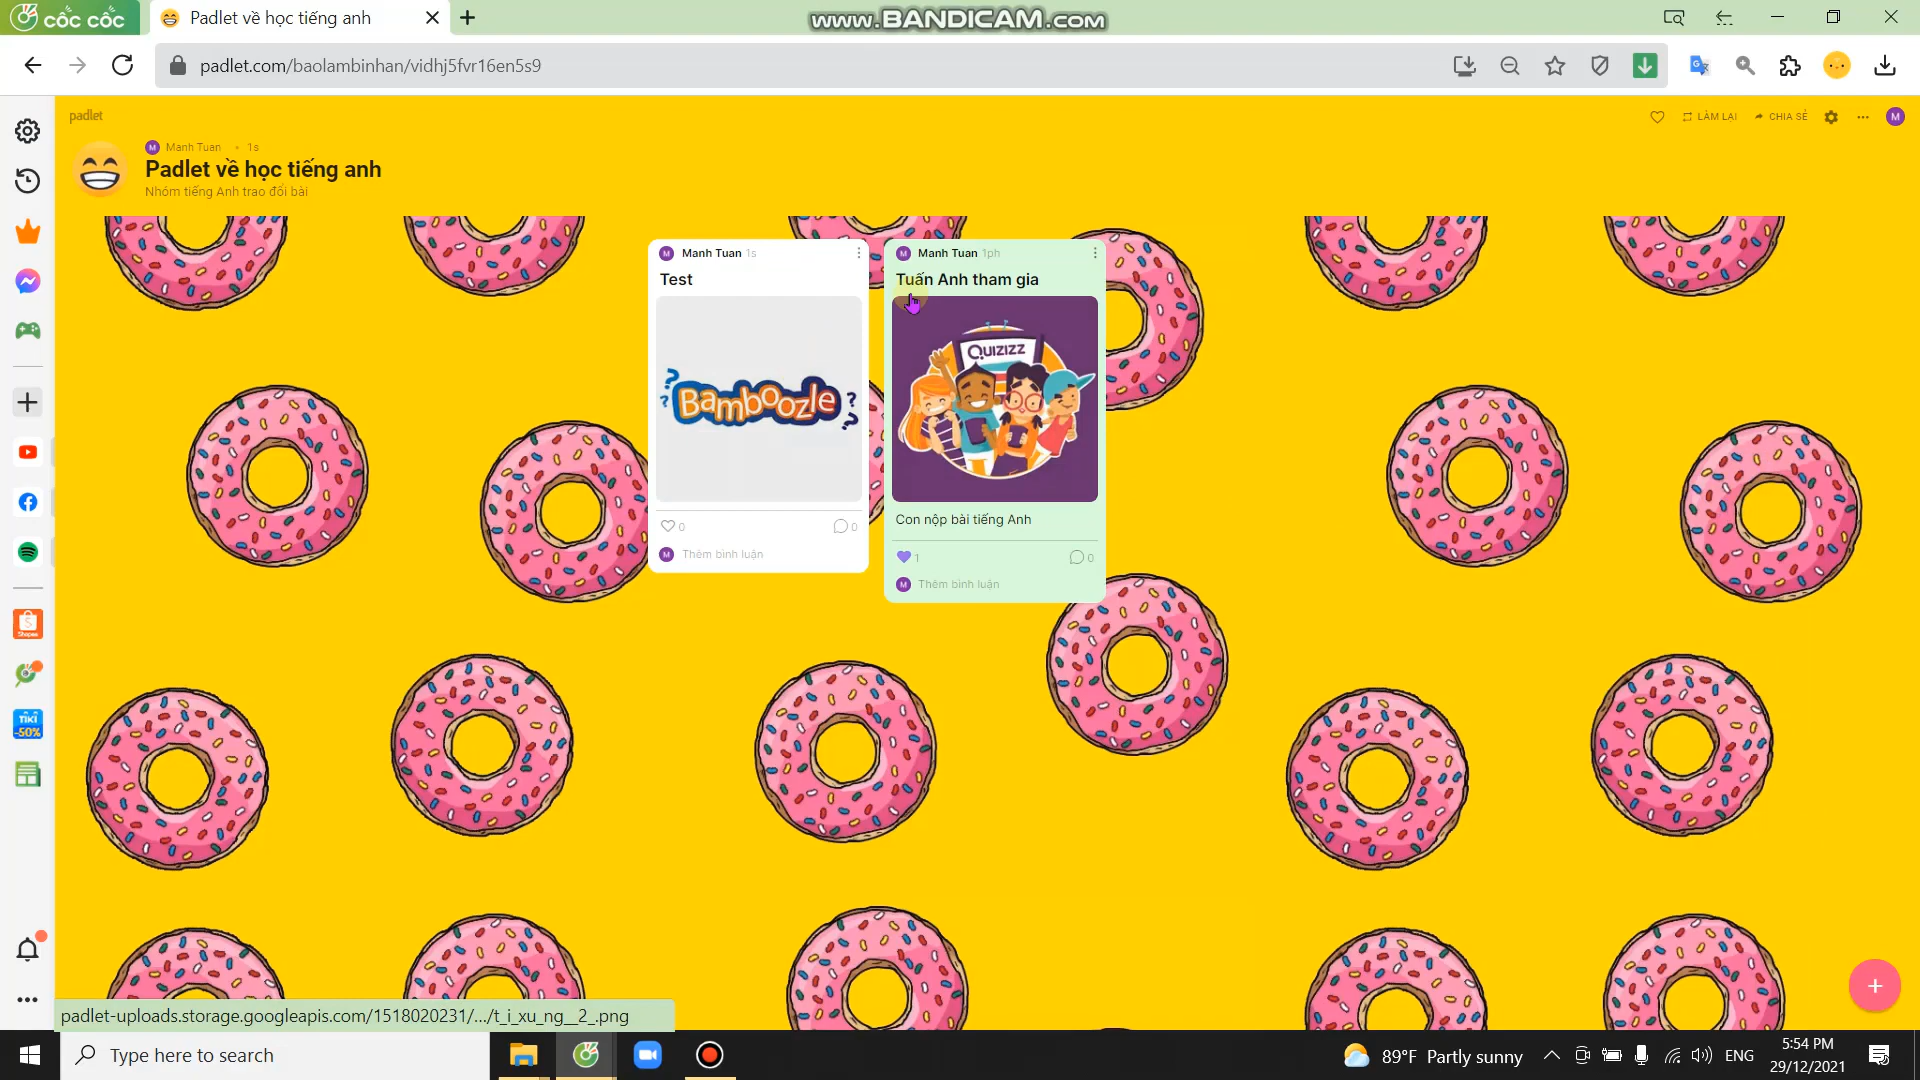 cốc cốc
Padlet về học tiếng anh
www.BANDICAM.com
padlet.com/baolambinhan/vidhj5fvr16en5s9
padlet
LÀM LẠI
CHIA SẺ
M
M Manh Tuan • 1s
Padlet về học tiếng anh
Nhóm tiếng Anh trao đổi bài
M Manh Tuan 1s
Test
Bamboozle
? ? ? ?
0 0
M Thêm bình luận
M Manh Tuan 1ph
Tuấn Anh tham gia
QUIZIZZ
Con nộp bài tiếng Anh
1 0
M Thêm bình luận
Shopee
TIKI
-50%
padlet-uploads.storage.googleapis.com/1518020231/.../t_i_xu_ng__2_.png
Type here to search
89°F Partly sunny
ENG
5:54 PM
29/12/2021